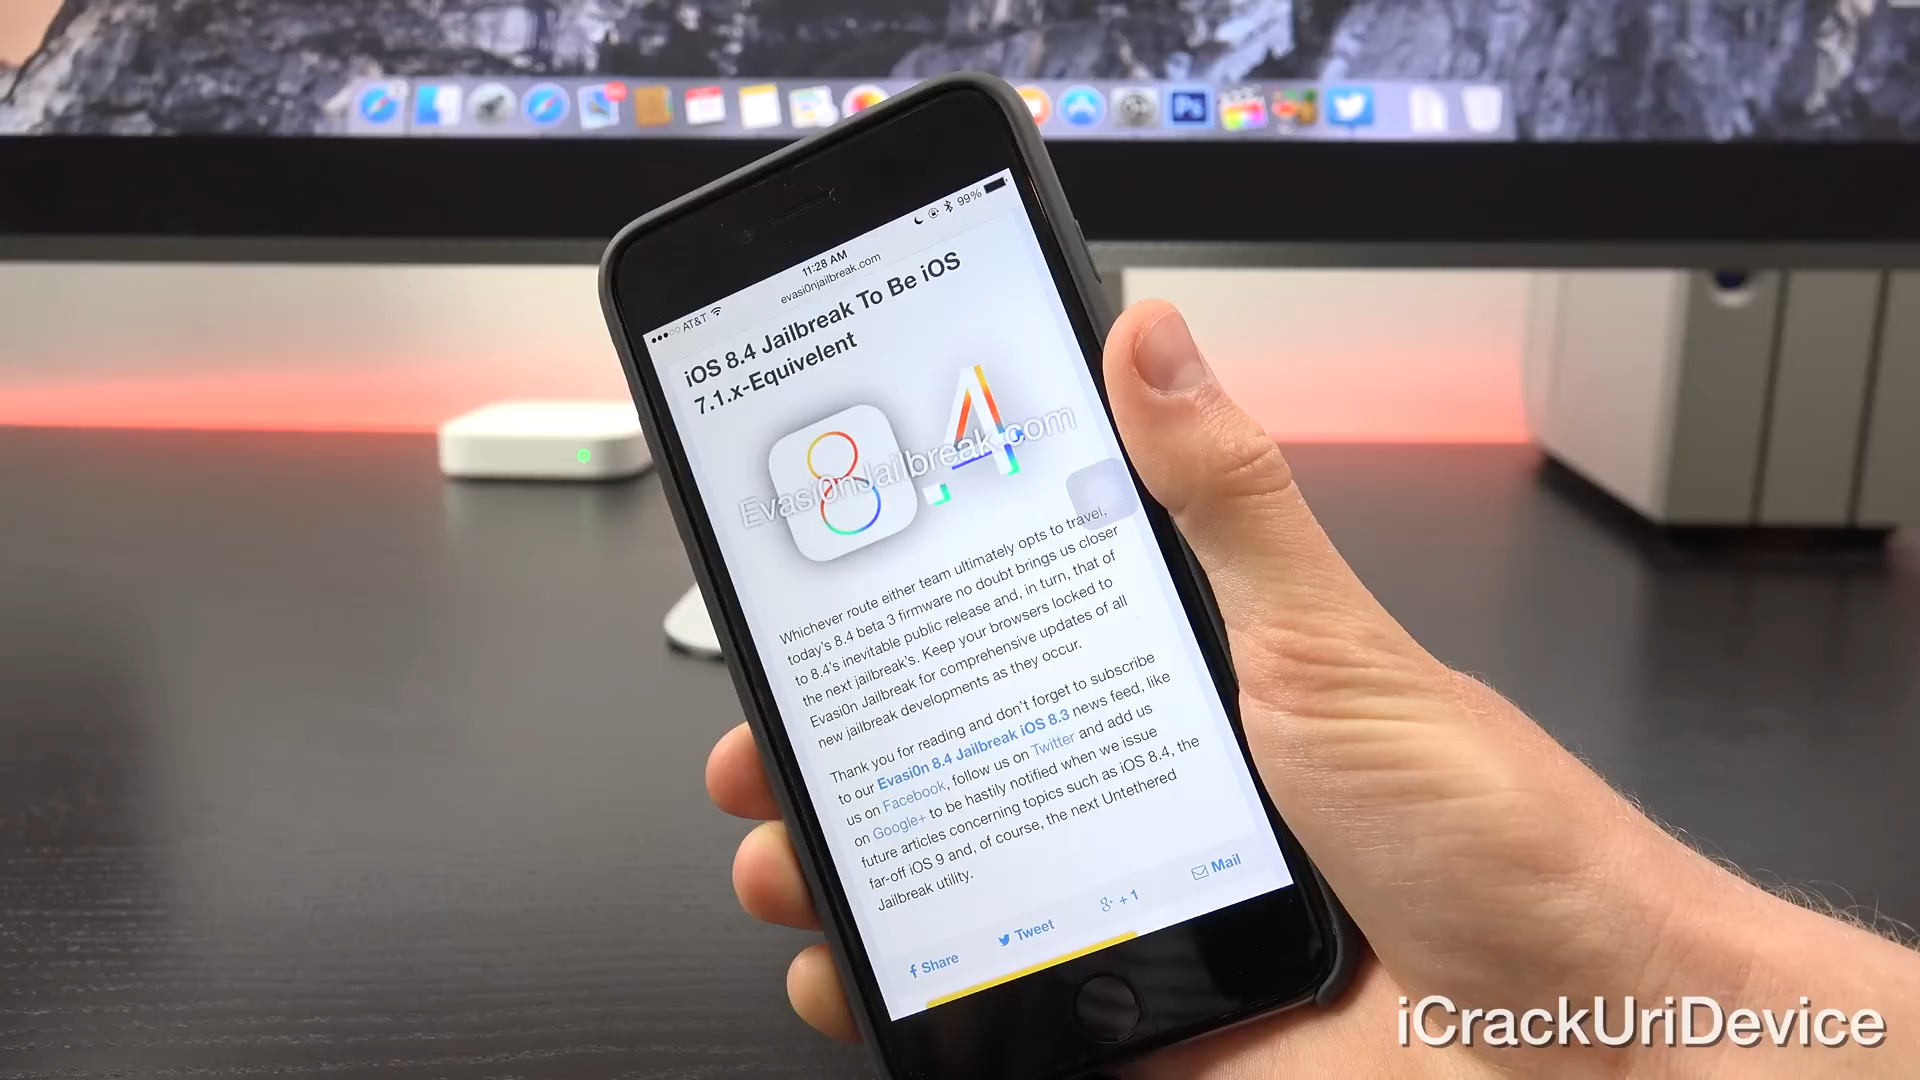 Ps
●●●○○ AT&T
11:28 AM
99%
evasi0njailbreak.com
iOS 8.4 Jailbreak To Be iOS
7.1.x-Equivelent
8.4
Evasi0nJailbreak.com
Whichever route either team ultimately opts to travel,
today's 8.4 beta 3 firmware no doubt brings us closer
to 8.4's inevitable public release and, in turn, that of
the next jailbreak's. Keep your browsers locked to
Evasi0n Jailbreak for comprehensive updates of all
new jailbreak developments as they occur.
Thank you for reading and don't forget to subscribe
to our Evasi0n 8.4 Jailbreak iOS 8.3 news feed, like
us on Facebook, follow us on Twitter and add us
on Google+ to be hastily notified when we issue
future articles concerning topics such as iOS 8.4, the
far-off iOS 9 and, of course, the next Untethered
Jailbreak utility.
f Share
Tweet
g+ +1
Mail
iCrackUriDevice